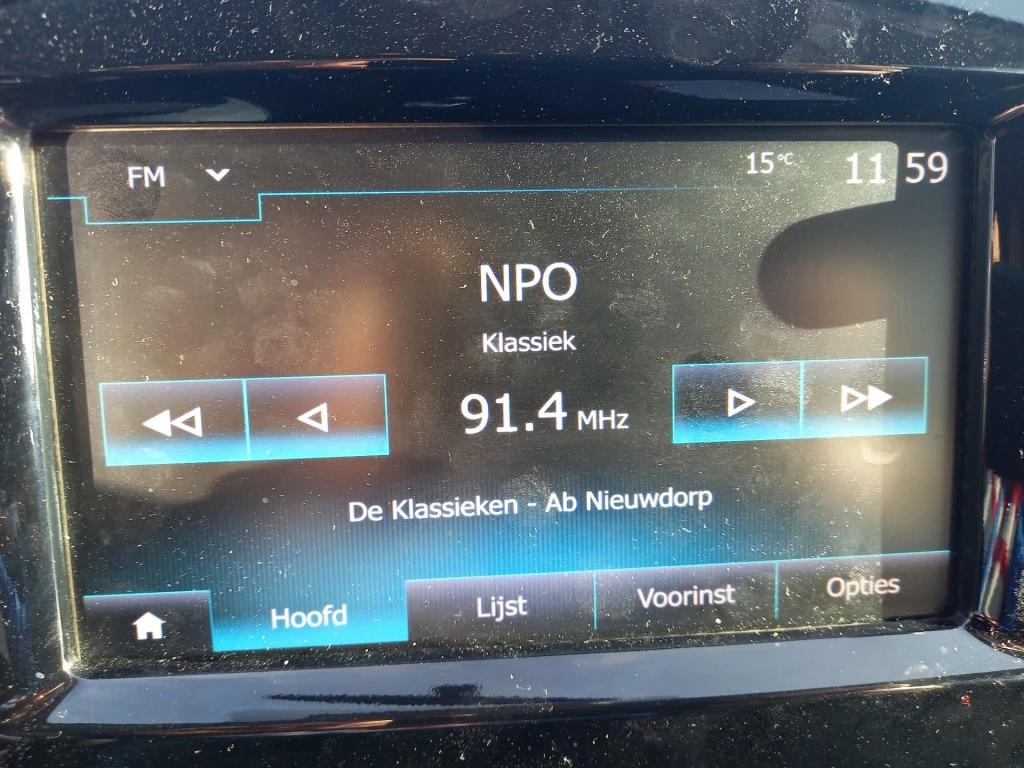 FM
15°C
11 59
NPO
Klassiek
91.4 MHz
De Klassieken - Ab Nieuwdorp
Hoofd
Lijst
Voorinst
Opties